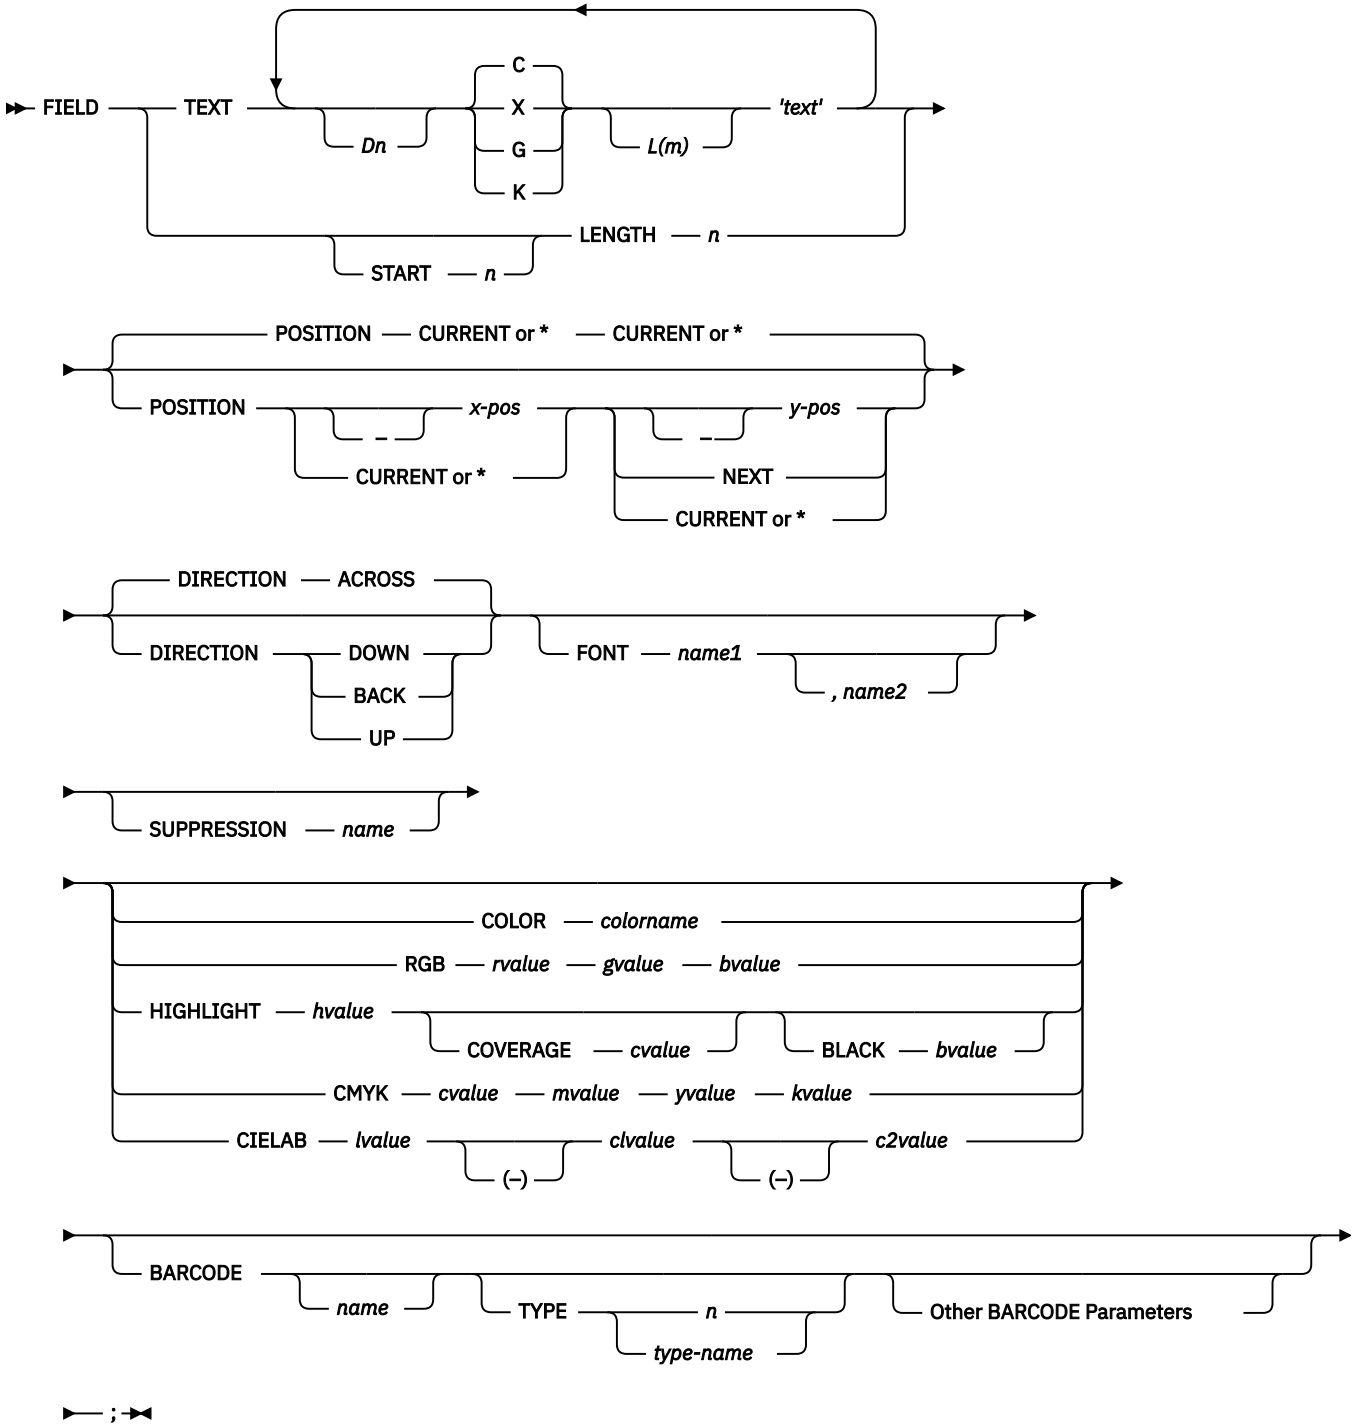 C
FIELD TEXT X 'text'
Dn G L(m)
K
LENGTH n
START n
POSITION CURRENT or * CURRENT or *
POSITION – x-pos – y-pos
CURRENT or * NEXT
CURRENT or *
DIRECTION ACROSS
DIRECTION DOWN FONT name1
BACK , name2
UP
SUPPRESSION name
COLOR colorname
RGB rvalue gvalue bvalue
HIGHLIGHT hvalue
COVERAGE cvalue BLACK bvalue
CMYK cvalue mvalue yvalue kvalue
CIELAB lvalue clvalue c2value
(–) (–)
BARCODE
name TYPE n Other BARCODE Parameters
type-name
;